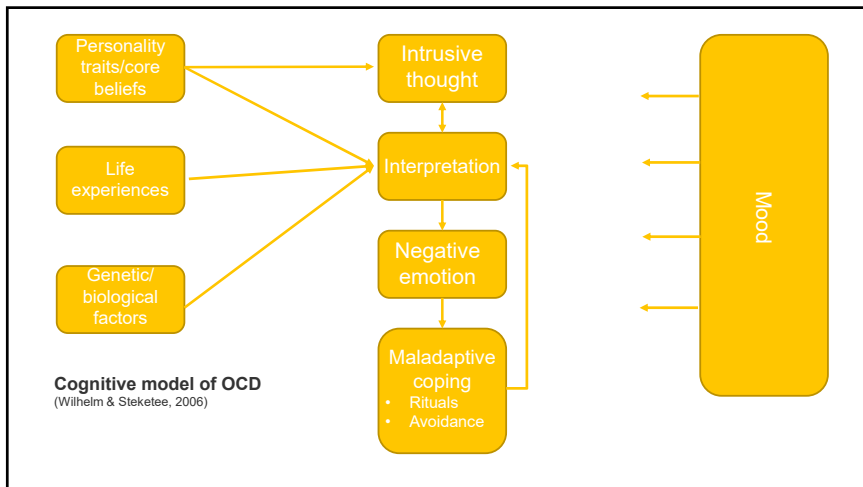 Personality
traits/core
beliefs
Intrusive
thought
Life
experiences
Interpretation
Mood
Genetic/
biological
factors
Negative
emotion
Maladaptive
coping
• Rituals
• Avoidance
Cognitive model of OCD
(Wilhelm & Steketee, 2006)